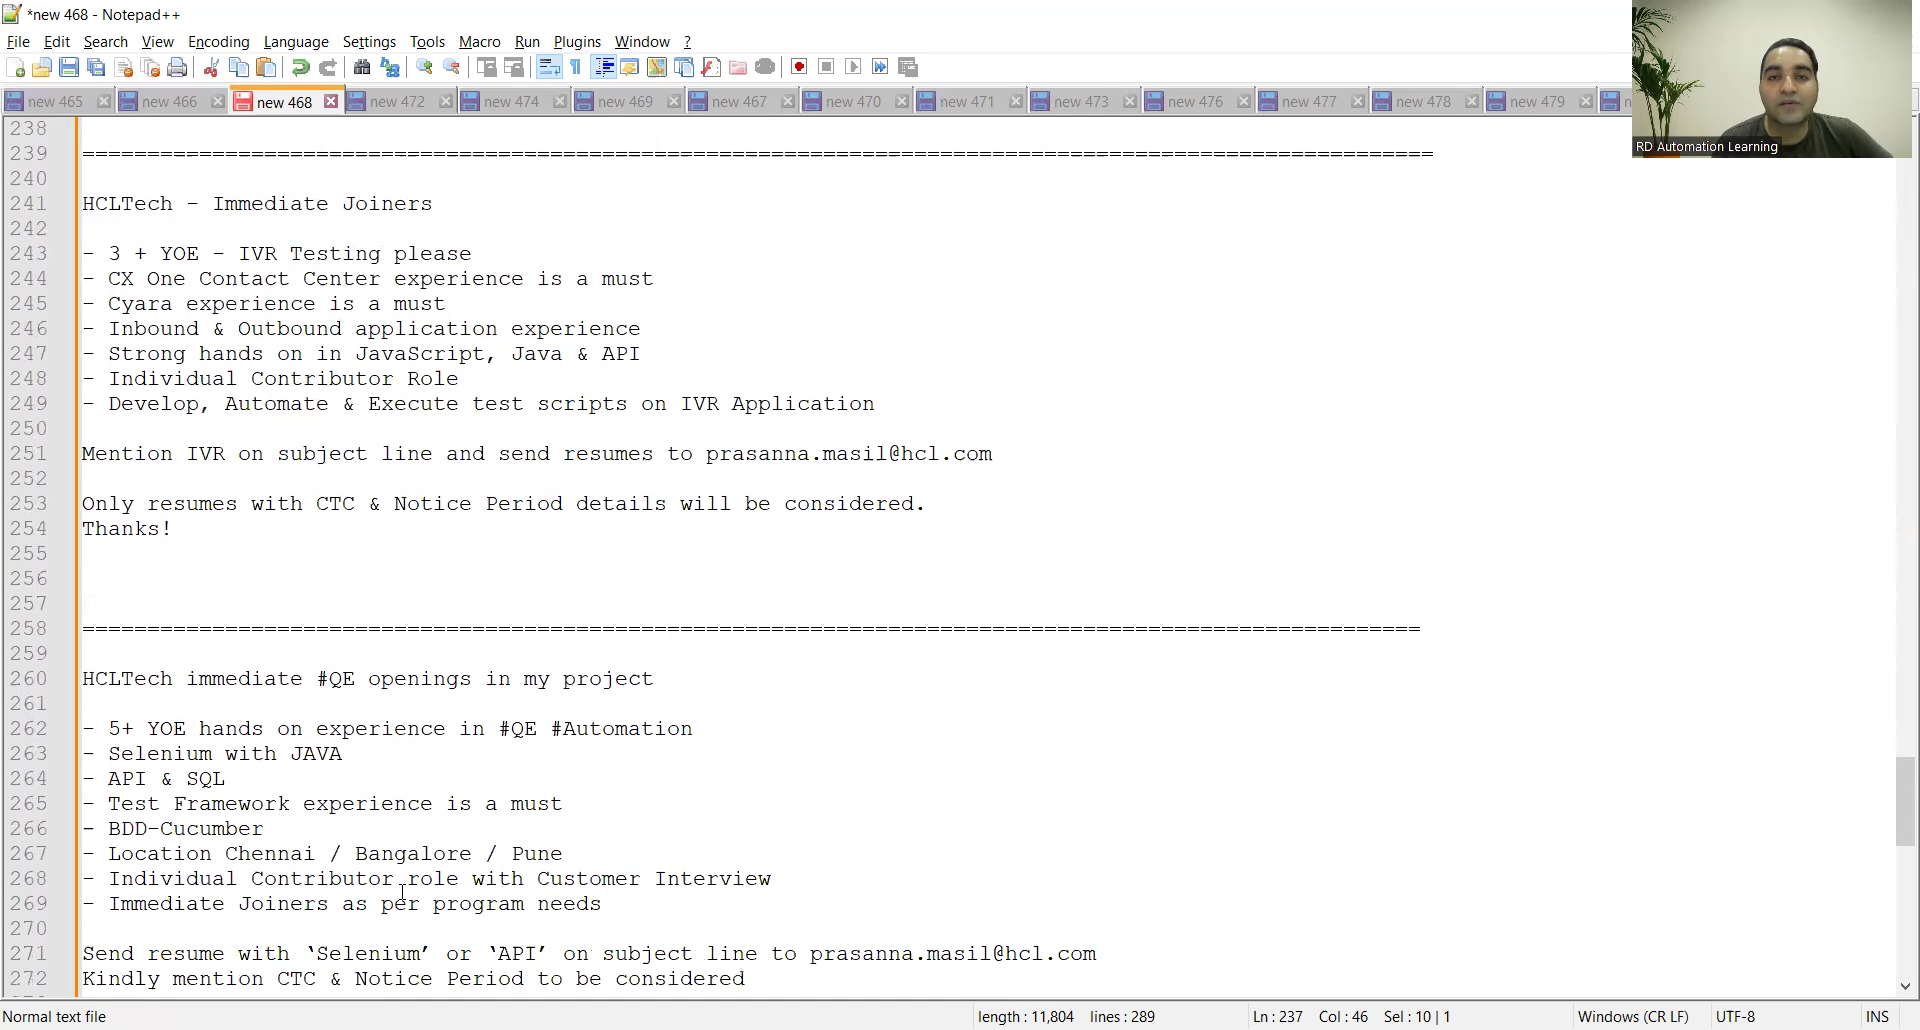 *new 468 - Notepad++
File Edit Search View Encoding Language Settings Tools Macro Run Plugins Window ?
new 465 new 466 new 468 new 472 new 474 new 469 new 467 new 470 new 471 new 473 new 476 new 477 new 478 new 479
RD Automation Learning
238
239 ========================================================================================================
240
241 HCLTech - Immediate Joiners
242
243 - 3 + YOE - IVR Testing please
244 - CX One Contact Center experience is a must
245 - Cyara experience is a must
246 - Inbound & Outbound application experience
247 - Strong hands on in JavaScript, Java & API
248 - Individual Contributor Role
249 - Develop, Automate & Execute test scripts on IVR Application
250
251 Mention IVR on subject line and send resumes to prasanna.masil@hcl.com
252
253 Only resumes with CTC & Notice Period details will be considered.
254 Thanks!
255
256
257
258 =======================================================================================================
259
260 HCLTech immediate #QE openings in my project
261
262 - 5+ YOE hands on experience in #QE #Automation
263 - Selenium with JAVA
264 - API & SQL
265 - Test Framework experience is a must
266 - BDD-Cucumber
267 - Location Chennai / Bangalore / Pune
268 - Individual Contributor role with Customer Interview
269 - Immediate Joiners as per program needs
270
271 Send resume with ‘Selenium’ or ‘API’ on subject line to prasanna.masil@hcl.com
272 Kindly mention CTC & Notice Period to be considered
Normal text file length : 11,804 lines : 289 Ln : 237 Col : 46 Sel : 10 | 1 Windows (CR LF) UTF-8 INS